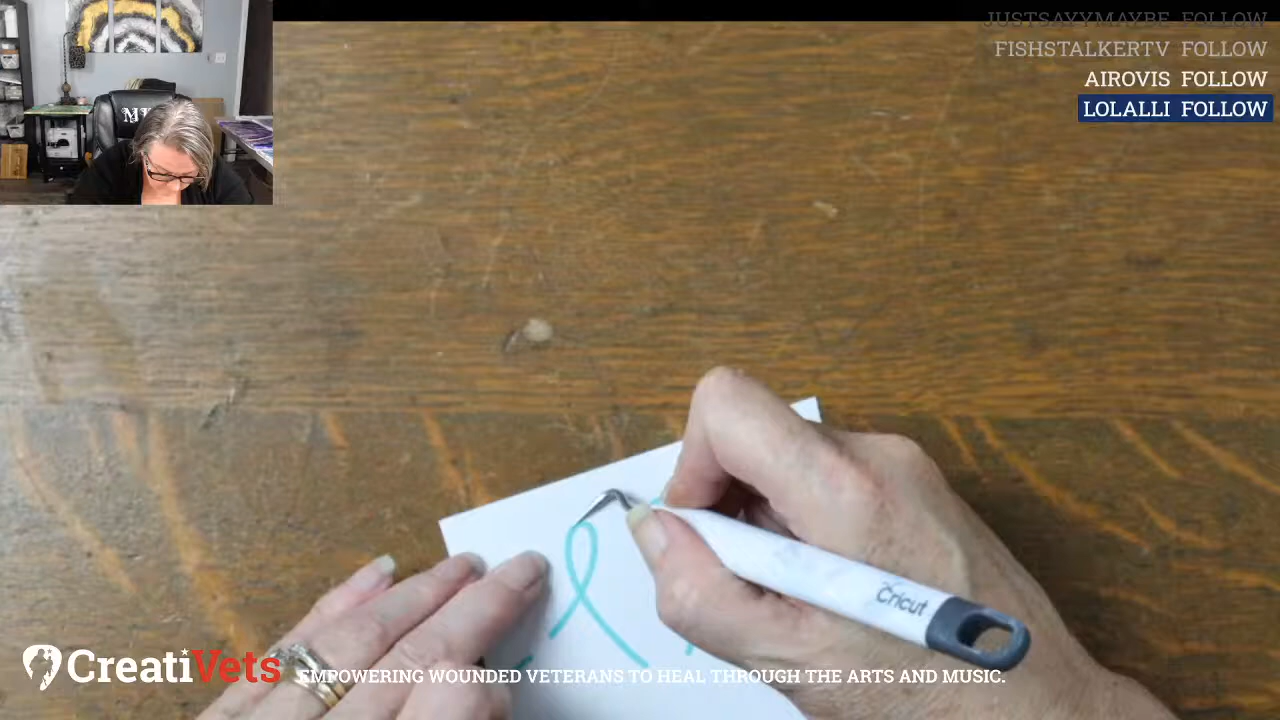 JUSTSAYYMAYBE FOLLOW
FISHSTALKERTV FOLLOW
AIROVIS FOLLOW
LOLALLI FOLLOW
Cricut
CreatiVets
EMPOWERING WOUNDED VETERANS TO HEAL THROUGH THE ARTS AND MUSIC.